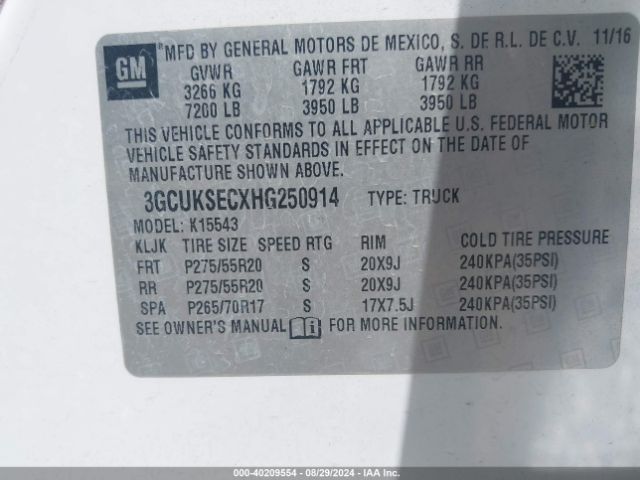 GM
®MFD BY GENERAL MOTORS DE MEXICO, S. DE R.L. DE C.V. 11/16
GVWR GAWR FRT GAWR RR
3266 KG 1792 KG 1792 KG
7200 LB 3950 LB 3950 LB
THIS VEHICLE CONFORMS TO ALL APPLICABLE U.S. FEDERAL MOTOR
VEHICLE SAFETY STANDARDS IN EFFECT ON THE DATE OF
MANUFACTURE SHOWN ABOVE.
3GCUKSECXHG250914 TYPE: TRUCK
MODEL: K15543
KLJK TIRE SIZE SPEED RTG RIM COLD TIRE PRESSURE
FRT P275/55R20 S 20X9J 240KPA(35PSI)
RR P275/55R20 S 20X9J 240KPA(35PSI)
SPA P265/70R17 S 17X7.5J 240KPA(35PSI)
SEE OWNER'S MANUAL i FOR MORE INFORMATION.
000-40209554 - 08/29/2024 - IAA Inc.